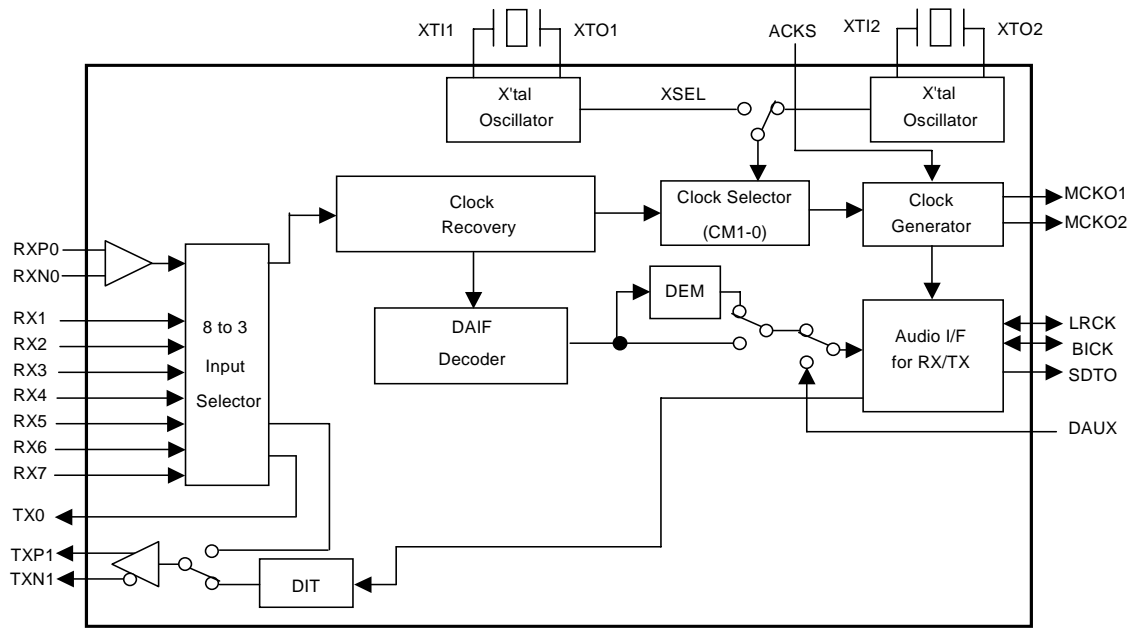 XTI1
XTO1
ACKS
XTI2
XTO2
X'tal
Oscillator
XSEL
X'tal
Oscillator
Clock
Recovery
Clock Selector
(CM1-0)
Clock
Generator
MCKO1
MCKO2
RXP0
RXN0
RX1
RX2
RX3
RX4
RX5
RX6
RX7
8 to 3
Input
Selector
DAIF
Decoder
DEM
Audio I/F
for RX/TX
LRCK
BICK
SDTO
DAUX
TX0
TXP1
TXN1
DIT